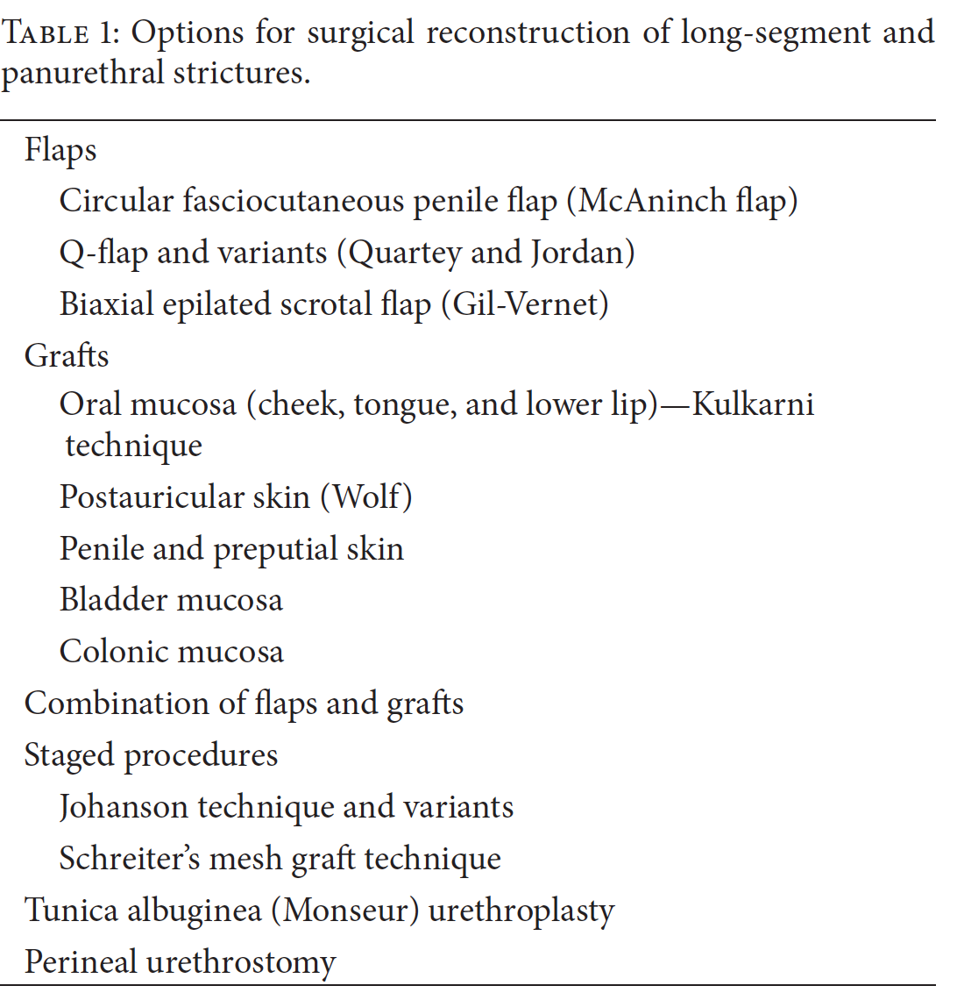 TABLE 1: Options for surgical reconstruction of long-segment and
panurethral strictures.
Flaps
Circular fasciocutaneous penile flap (McAninch flap)
Q-flap and variants (Quartey and Jordan)
Biaxial epilated scrotal flap (Gil-Vernet)
Grafts
Oral mucosa (cheek, tongue, and lower lip)—Kulkarni
technique
Postauricular skin (Wolf)
Penile and preputial skin
Bladder mucosa
Colonic mucosa
Combination of flaps and grafts
Staged procedures
Johanson technique and variants
Schreiter's mesh graft technique
Tunica albuginea (Monseur) urethroplasty
Perineal urethrostomy